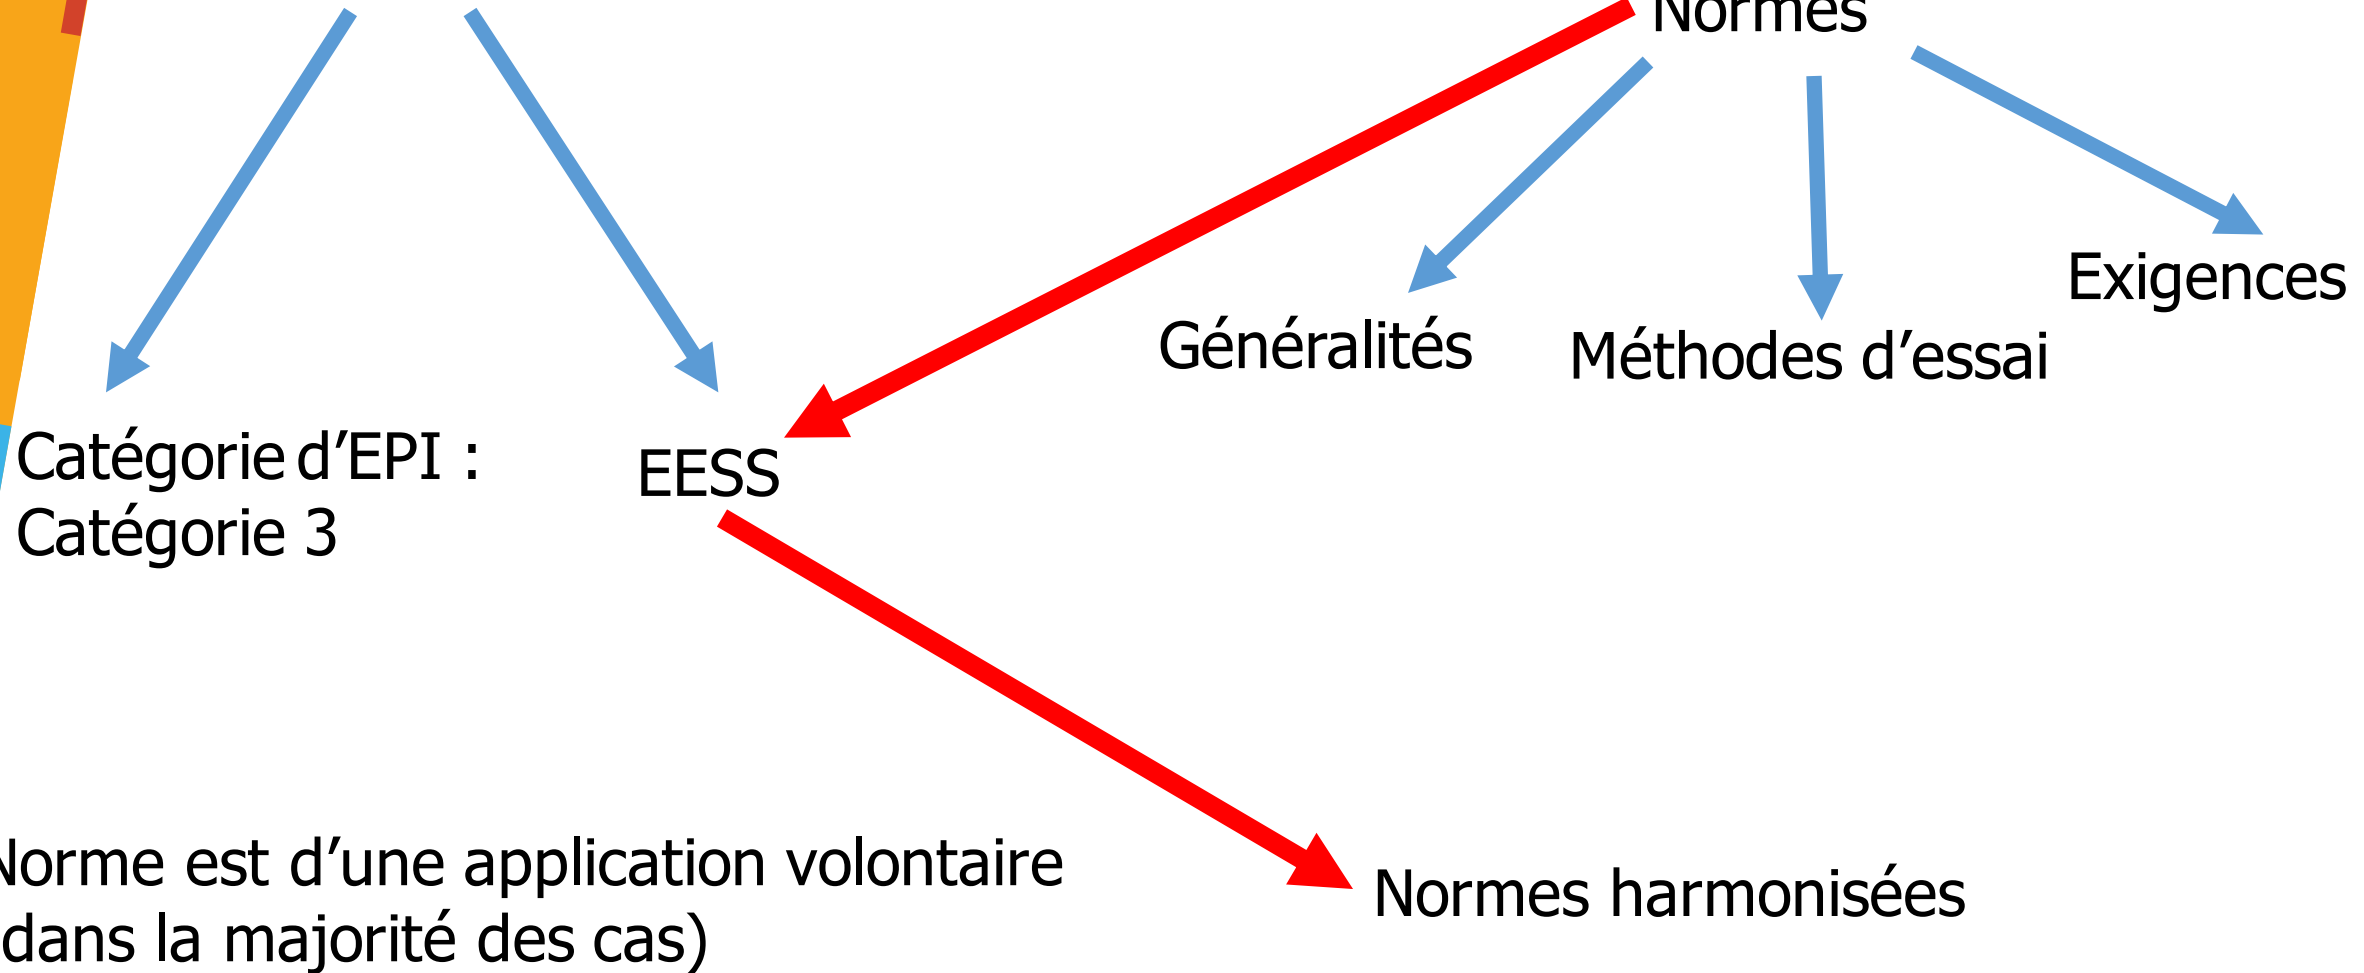 Normes
Exigences
Généralités
Méthodes d’essai
Catégorie d’EPI :
Catégorie 3
EESS
Norme est d’une application volontaire
dans la majorité des cas)
Normes harmonisées